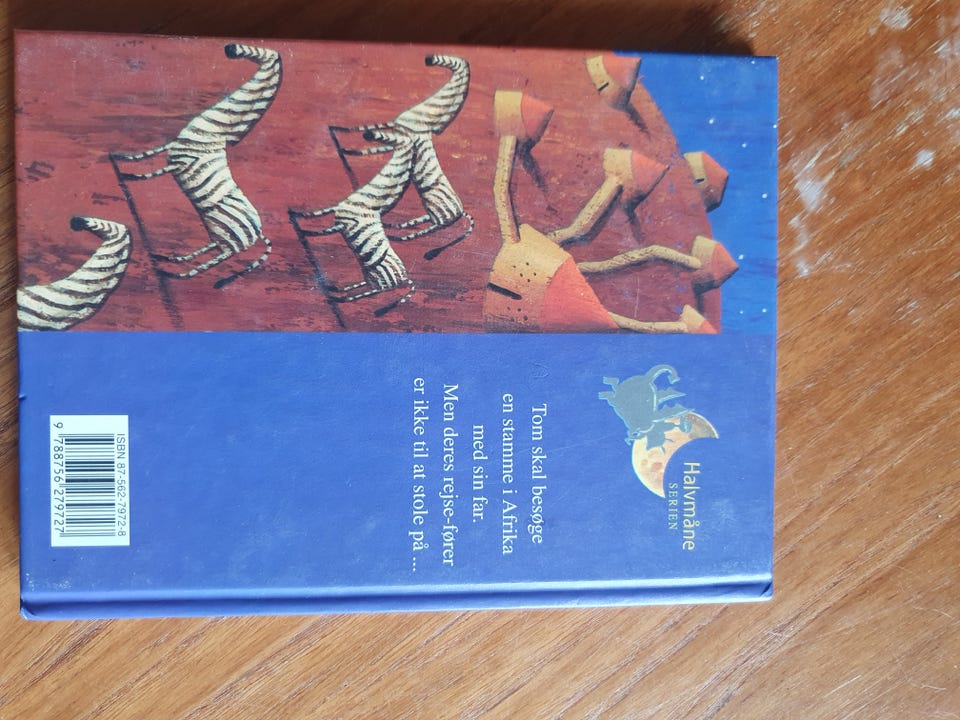 Halvmåne
SERIEN
Tom skal besøge
en stamme i Afrika
med sin far.
Men deres rejse-fører
er ikke til at stole på ...
ISBN 87-562-7972-8
9 788756 279727